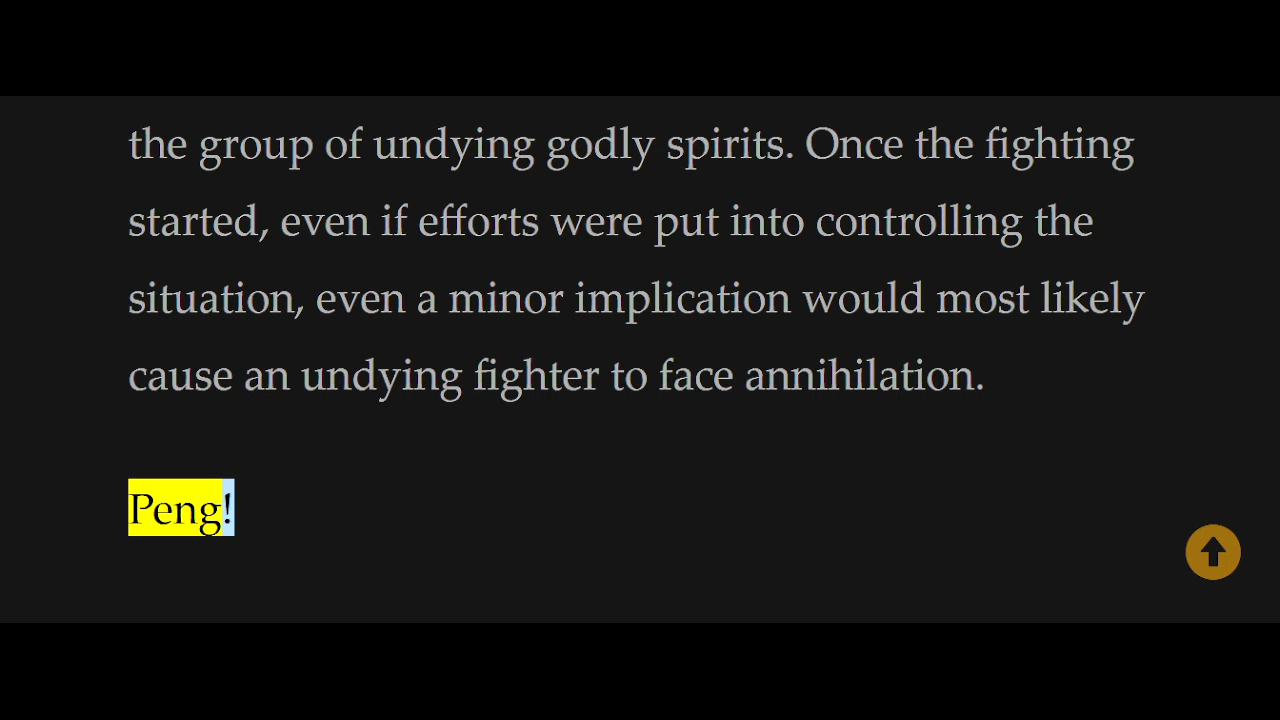 the group of undying godly spirits. Once the fighting
started, even if efforts were put into controlling the
situation, even a minor implication would most likely
cause an undying fighter to face annihilation.
Peng!